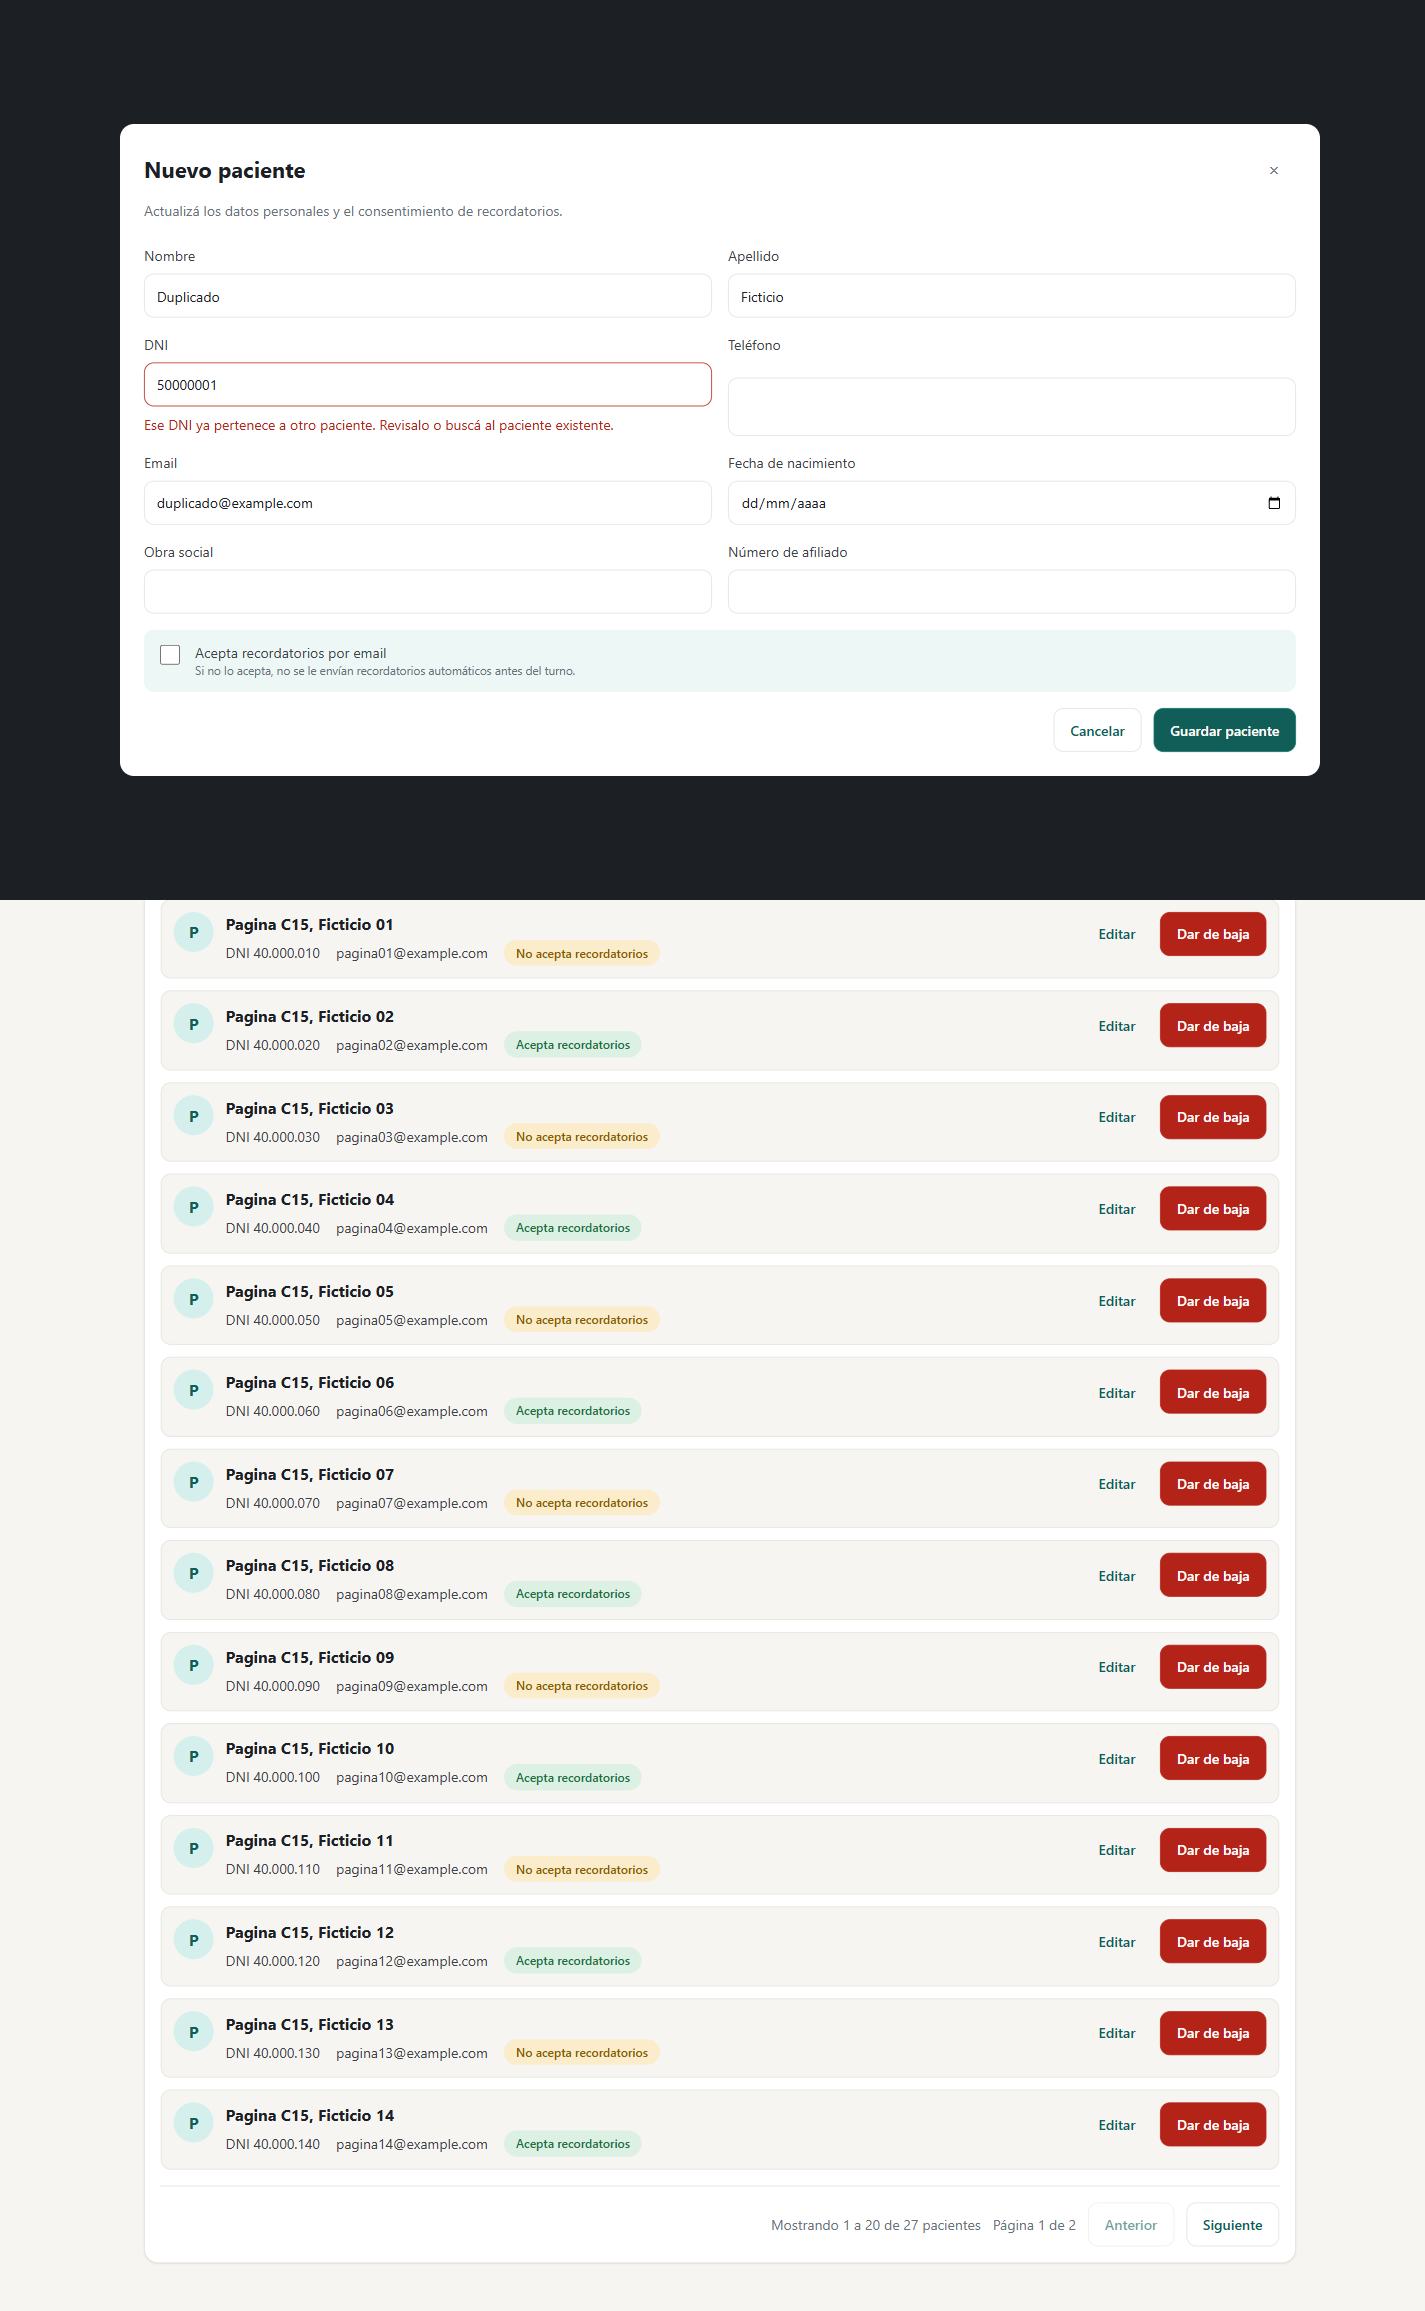 Nuevo paciente
×
Actualizá los datos personales y el consentimiento de recordatorios.
Nombre
Apellido
Duplicado
Ficticio
DNI
Teléfono
50000001
Ese DNI ya pertenece a otro paciente. Revisalo o buscá al paciente existente.
Email
Fecha de nacimiento
duplicado@example.com
dd/mm/aaaa
Obra social
Número de afiliado
Acepta recordatorios por email
Si no lo acepta, no se le envían recordatorios automáticos antes del turno.
Cancelar
Guardar paciente
P
Pagina C15, Ficticio 01
DNI 40.000.010 pagina01@example.com No acepta recordatorios
Editar
Dar de baja
P
Pagina C15, Ficticio 02
DNI 40.000.020 pagina02@example.com Acepta recordatorios
Editar
Dar de baja
P
Pagina C15, Ficticio 03
DNI 40.000.030 pagina03@example.com No acepta recordatorios
Editar
Dar de baja
P
Pagina C15, Ficticio 04
DNI 40.000.040 pagina04@example.com Acepta recordatorios
Editar
Dar de baja
P
Pagina C15, Ficticio 05
DNI 40.000.050 pagina05@example.com No acepta recordatorios
Editar
Dar de baja
P
Pagina C15, Ficticio 06
DNI 40.000.060 pagina06@example.com Acepta recordatorios
Editar
Dar de baja
P
Pagina C15, Ficticio 07
DNI 40.000.070 pagina07@example.com No acepta recordatorios
Editar
Dar de baja
P
Pagina C15, Ficticio 08
DNI 40.000.080 pagina08@example.com Acepta recordatorios
Editar
Dar de baja
P
Pagina C15, Ficticio 09
DNI 40.000.090 pagina09@example.com No acepta recordatorios
Editar
Dar de baja
P
Pagina C15, Ficticio 10
DNI 40.000.100 pagina10@example.com Acepta recordatorios
Editar
Dar de baja
P
Pagina C15, Ficticio 11
DNI 40.000.110 pagina11@example.com No acepta recordatorios
Editar
Dar de baja
P
Pagina C15, Ficticio 12
DNI 40.000.120 pagina12@example.com Acepta recordatorios
Editar
Dar de baja
P
Pagina C15, Ficticio 13
DNI 40.000.130 pagina13@example.com No acepta recordatorios
Editar
Dar de baja
P
Pagina C15, Ficticio 14
DNI 40.000.140 pagina14@example.com Acepta recordatorios
Editar
Dar de baja
Mostrando 1 a 20 de 27 pacientes Página 1 de 2 Anterior Siguiente